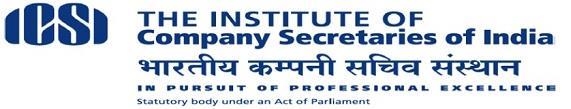 ICSI
THE INSTITUTE OF
Company Secretaries of India
भारतीय कम्पनी सचिव संस्थान
IN PURSUIT OF PROFESSIONAL EXCELLENCE
Statutory body under an Act of Parliament